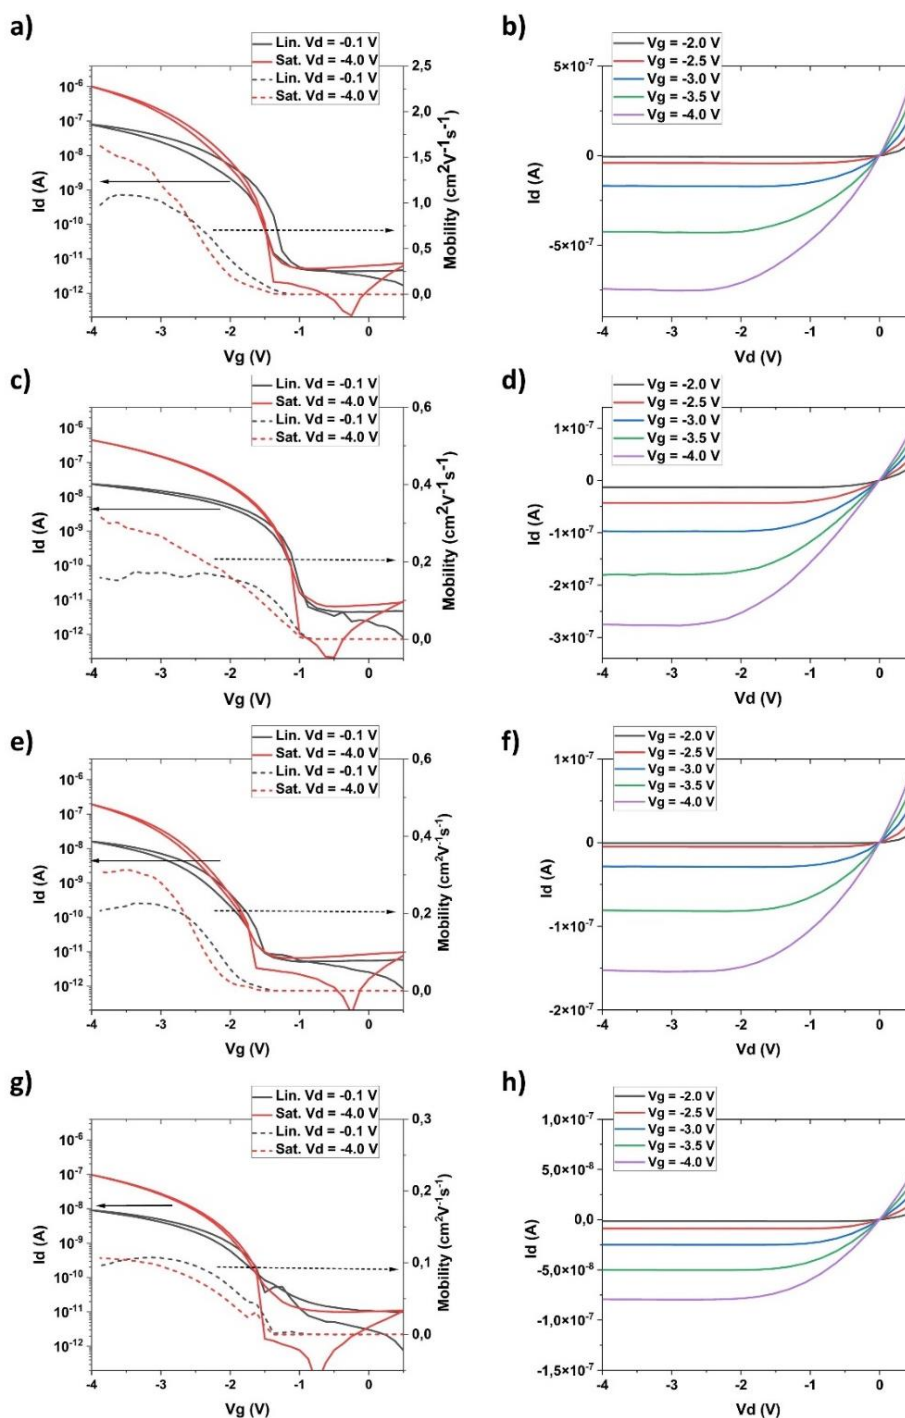 a)
Lin. Vd = -0.1 V
Sat. Vd = -4.0 V
Lin. Vd = -0.1 V
Sat. Vd = -4.0 V
10⁻⁶
10⁻⁷
10⁻⁸
10⁻⁹
10⁻¹⁰
10⁻¹¹
10⁻¹²
Id (A)
2,5
2,0
1,5
1,0
0,5
0,0
Mobility (cm²V⁻¹s⁻¹)
-4
-3
-2
-1
0
Vg (V)
b)
Vg = -2.0 V
Vg = -2.5 V
Vg = -3.0 V
Vg = -3.5 V
Vg = -4.0 V
5×10⁻⁷
0
-5×10⁻⁷
Id (A)
-4
-3
-2
-1
0
Vd (V)
c)
Lin. Vd = -0.1 V
Sat. Vd = -4.0 V
Lin. Vd = -0.1 V
Sat. Vd = -4.0 V
10⁻⁶
10⁻⁷
10⁻⁸
10⁻⁹
10⁻¹⁰
10⁻¹¹
10⁻¹²
Id (A)
0,6
0,4
0,2
0,0
Mobility (cm²V⁻¹s⁻¹)
-4
-3
-2
-1
0
Vg (V)
d)
Vg = -2.0 V
Vg = -2.5 V
Vg = -3.0 V
Vg = -3.5 V
Vg = -4.0 V
1×10⁻⁷
0
-1×10⁻⁷
-2×10⁻⁷
-3×10⁻⁷
Id (A)
-4
-3
-2
-1
0
Vd (V)
e)
Lin. Vd = -0.1 V
Sat. Vd = -4.0 V
Lin. Vd = -0.1 V
Sat. Vd = -4.0 V
10⁻⁶
10⁻⁷
10⁻⁸
10⁻⁹
10⁻¹⁰
10⁻¹¹
10⁻¹²
Id (A)
0,6
0,4
0,2
0,0
Mobility (cm²V⁻¹s⁻¹)
-4
-3
-2
-1
0
Vg (V)
f)
Vg = -2.0 V
Vg = -2.5 V
Vg = -3.0 V
Vg = -3.5 V
Vg = -4.0 V
1×10⁻⁷
0
-1×10⁻⁷
-2×10⁻⁷
Id (A)
-4
-3
-2
-1
0
Vd (V)
g)
Lin. Vd = -0.1 V
Sat. Vd = -4.0 V
Lin. Vd = -0.1 V
Sat. Vd = -4.0 V
10⁻⁶
10⁻⁷
10⁻⁸
10⁻⁹
10⁻¹⁰
10⁻¹¹
10⁻¹²
Id (A)
0,3
0,2
0,1
0,0
Mobility (cm²V⁻¹s⁻¹)
-4
-3
-2
-1
0
Vg (V)
h)
Vg = -2.0 V
Vg = -2.5 V
Vg = -3.0 V
Vg = -3.5 V
Vg = -4.0 V
1,0×10⁻⁷
5,0×10⁻⁸
0,0
-5,0×10⁻⁸
-1,0×10⁻⁷
-1,5×10⁻⁷
Id (A)
-4
-3
-2
-1
0
Vd (V)